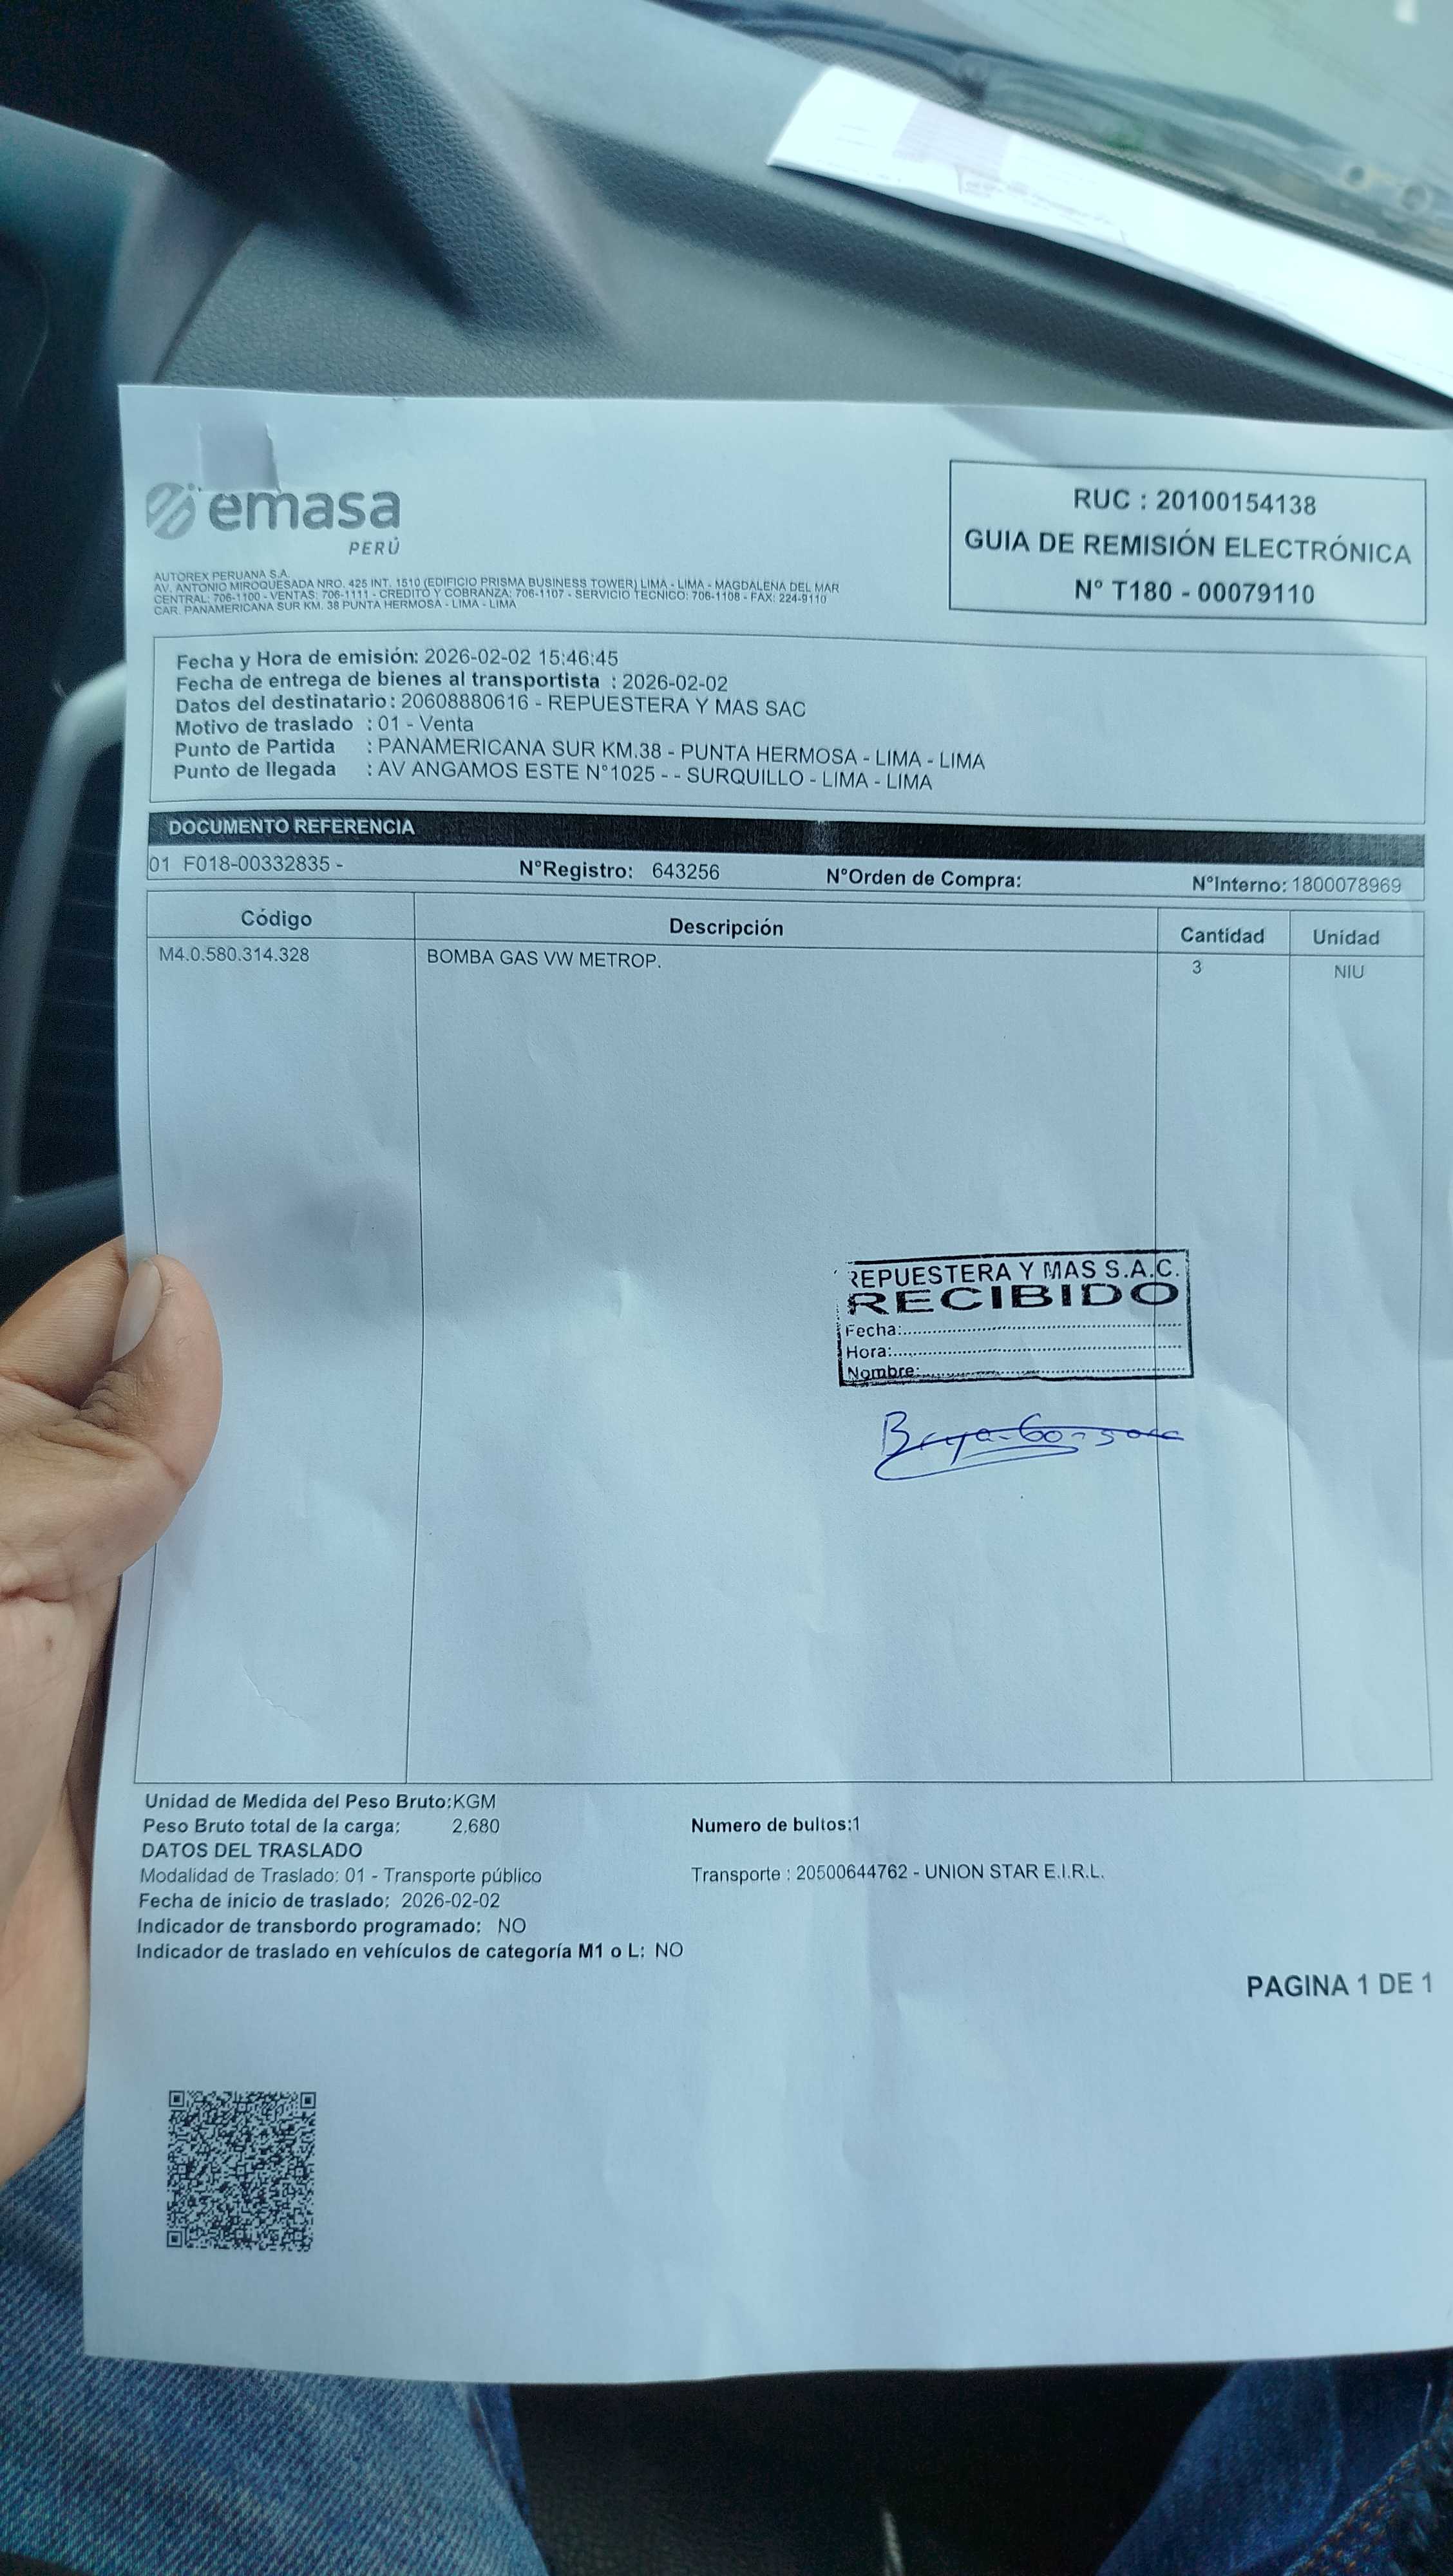 emasa
PERÚ
RUC : 20100154138
GUIA DE REMISIÓN ELECTRÓNICA
N° T180 - 00079110
AUTOREX PERUANA S.A.
AV. ANTONIO MIROQUESADA NRO. 425 INT. 1510 (EDIFICIO PRISMA BUSINESS TOWER) LIMA - LIMA - MAGDALENA DEL MAR
CENTRAL: 706-1100 - VENTAS: 706-1111 - CREDITO Y COBRANZA: 706-1107 - SERVICIO TECNICO: 706-1108 - FAX: 224-9110
CAR. PANAMERICANA SUR KM. 38 PUNTA HERMOSA - LIMA - LIMA
Fecha y Hora de emisión: 2026-02-02 15:46:45
Fecha de entrega de bienes al transportista : 2026-02-02
Datos del destinatario : 20608880616 - REPUESTERA Y MAS SAC
Motivo de traslado : 01 - Venta
Punto de Partida : PANAMERICANA SUR KM.38 - PUNTA HERMOSA - LIMA - LIMA
Punto de llegada : AV ANGAMOS ESTE N°1025 - - SURQUILLO - LIMA - LIMA
DOCUMENTO REFERENCIA
01 F018-00332835 - N°Registro: 643256 N°Orden de Compra: N°Interno: 1800078969
Código Descripción Cantidad Unidad
M4.0.580.314.328 BOMBA GAS VW METROP. 3 NIU
REPUESTERA Y MAS S.A.C.
RECIBIDO
Fecha:
Hora:
Nombre:
Unidad de Medida del Peso Bruto:KGM
Peso Bruto total de la carga: 2.680 Numero de bultos:1
DATOS DEL TRASLADO
Modalidad de Traslado: 01 - Transporte público Transporte : 20500644762 - UNION STAR E.I.R.L.
Fecha de inicio de traslado: 2026-02-02
Indicador de transbordo programado: NO
Indicador de traslado en vehículos de categoría M1 o L: NO
PAGINA 1 DE 1